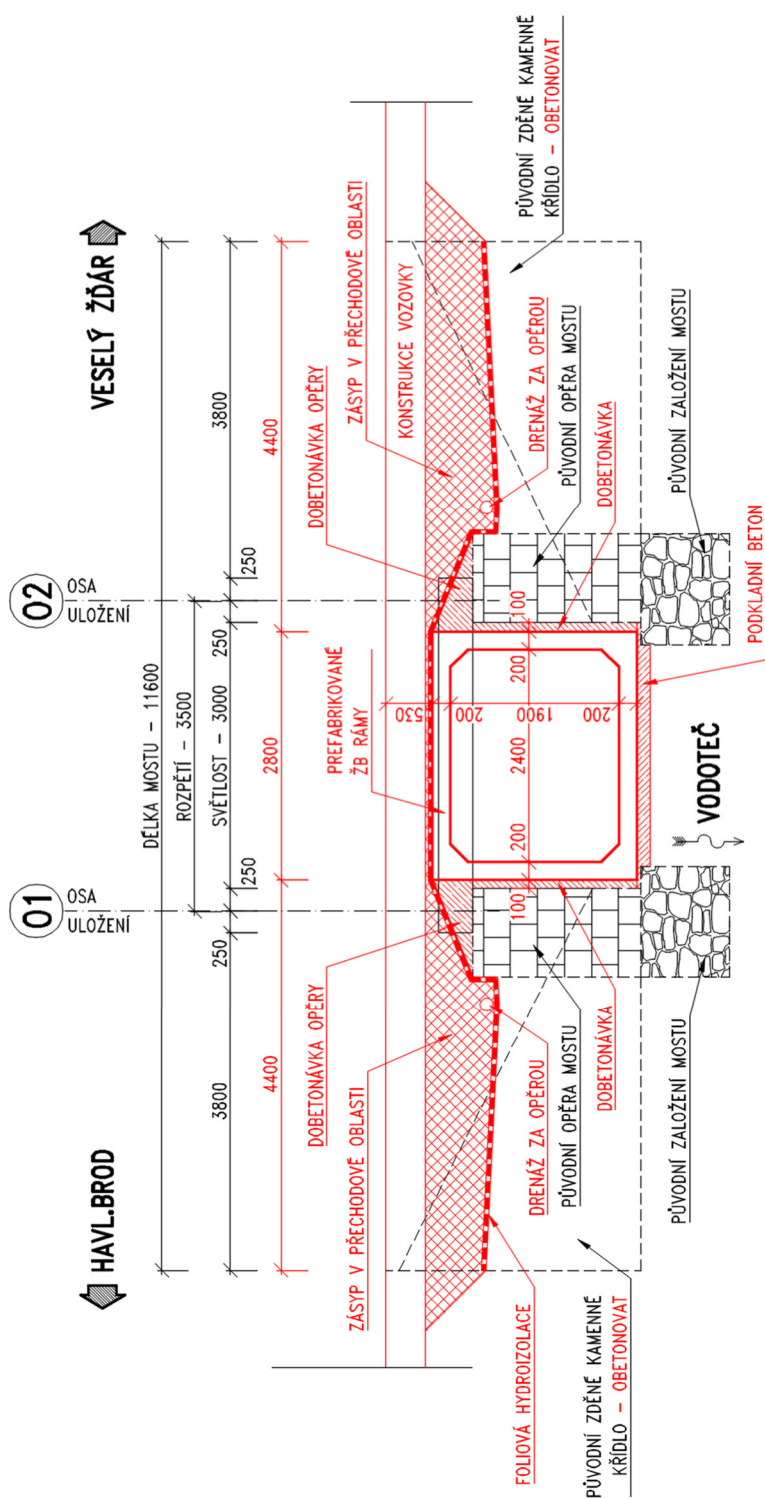 HAVL.BROD
VESELÝ ŽĎÁR
01
OSA
ULOŽENÍ
02
OSA
ULOŽENÍ
DÉLKA MOSTU – 11600
ROZPĚTÍ – 3500
3800
250
250
SVĚTLOST – 3000
250
250
3800
4400
2800
4400
ZÁSYP V PŘECHODOVÉ OBLASTI
DOBETONÁVKA OPĚRY
PREFABRIKOVANÉ
ŽB RÁMY
DOBETONÁVKA OPĚRY
ZÁSYP V PŘECHODOVÉ OBLASTI
KONSTRUKCE VOZOVKY
530
200
1900
200
100
200
2400
200
100
FOLIOVÁ HYDROIZOLACE
DRENÁŽ ZA OPĚROU
PŮVODNÍ OPĚRA MOSTU
DOBETONÁVKA
DRENÁŽ ZA OPĚROU
PŮVODNÍ OPĚRA MOSTU
DOBETONÁVKA
PŮVODNÍ ZDĚNÉ KAMENNÉ
KŘÍDLO – OBETONOVAT
PŮVODNÍ ZDĚNÉ KAMENNÉ
KŘÍDLO – OBETONOVAT
PŮVODNÍ ZALOŽENÍ MOSTU
VODOTEČ
PODKLADNÍ BETON
PŮVODNÍ ZALOŽENÍ MOSTU